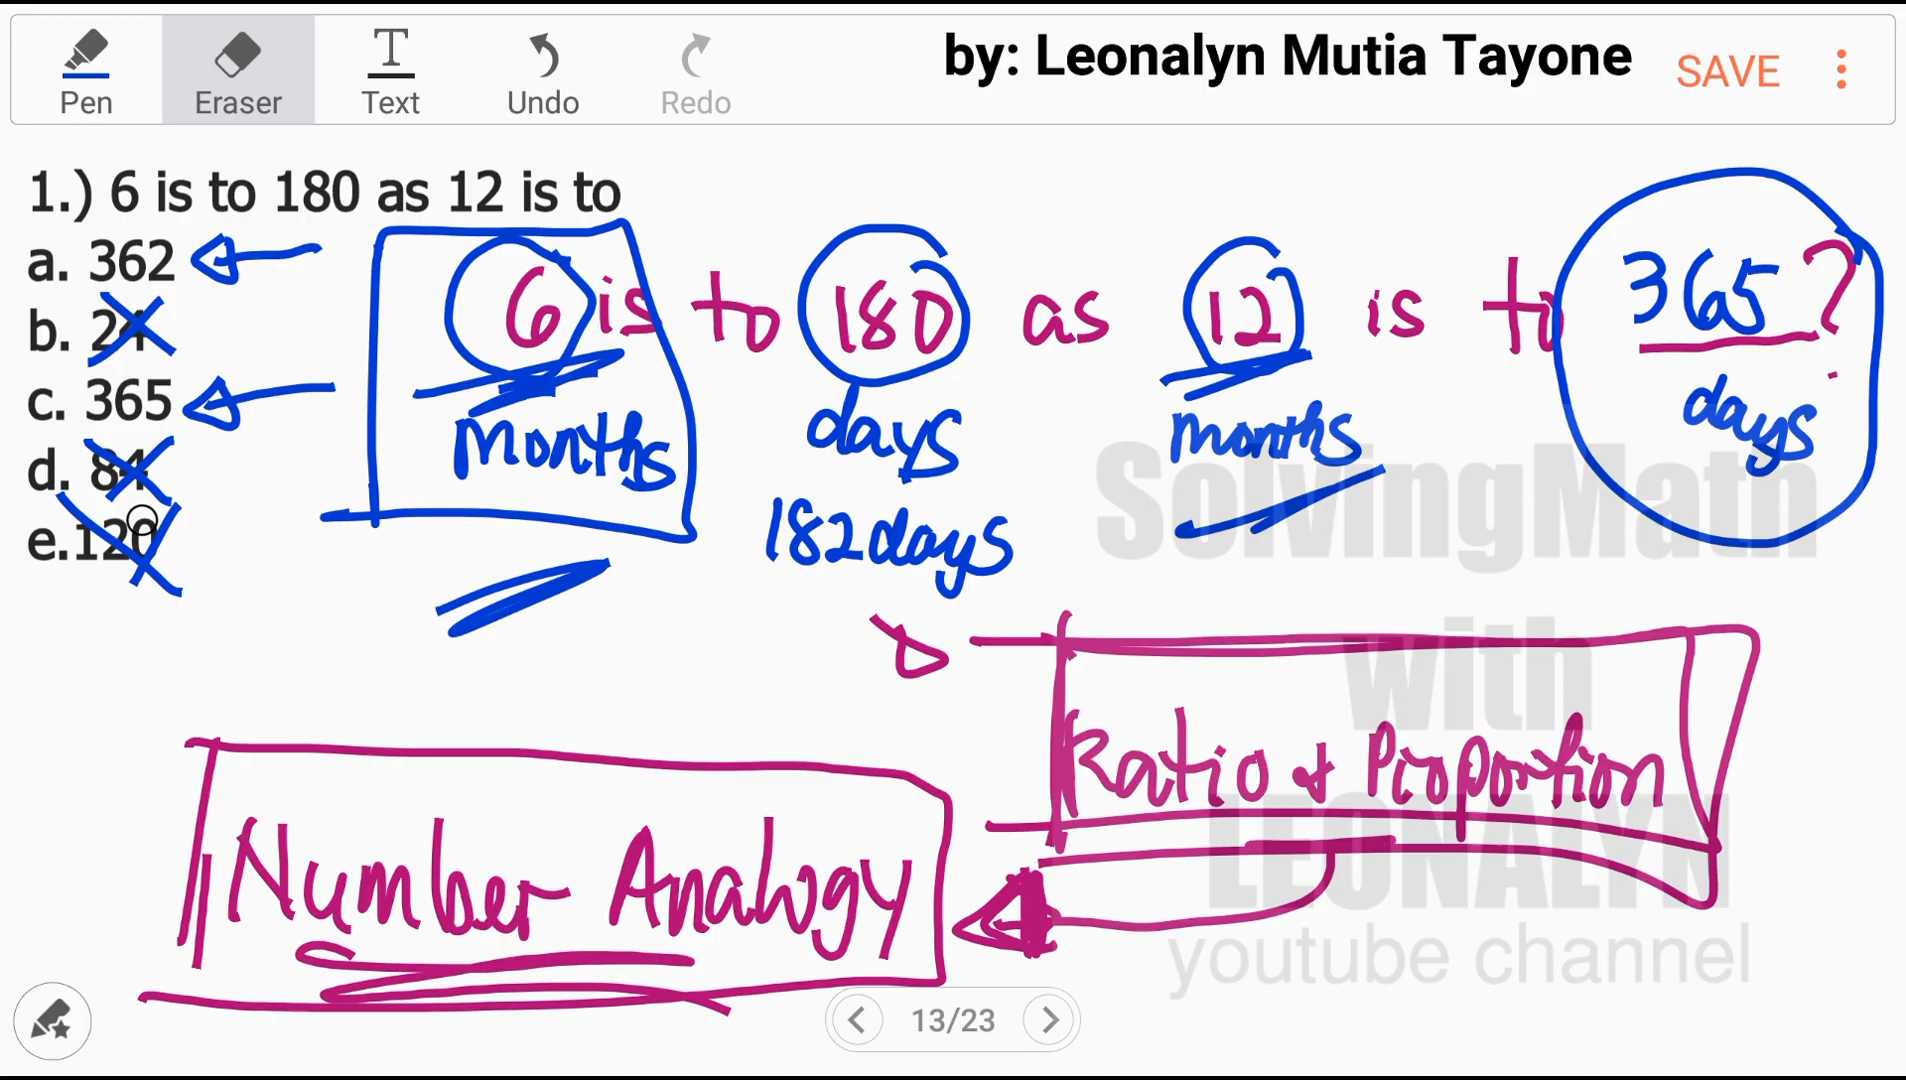 Pen Eraser Text Undo Redo by: Leonalyn Mutia Tayone SAVE
1.) 6 is to 180 as 12 is to
a. 362
b. 24
c. 365
d. 84
e.120
6 is to 180 as 12 is to 365 ?
months days months days
182days
SolvingMath
with
LEONALYN
youtube channel
Ratio & Proportion
Number Analogy
13/23